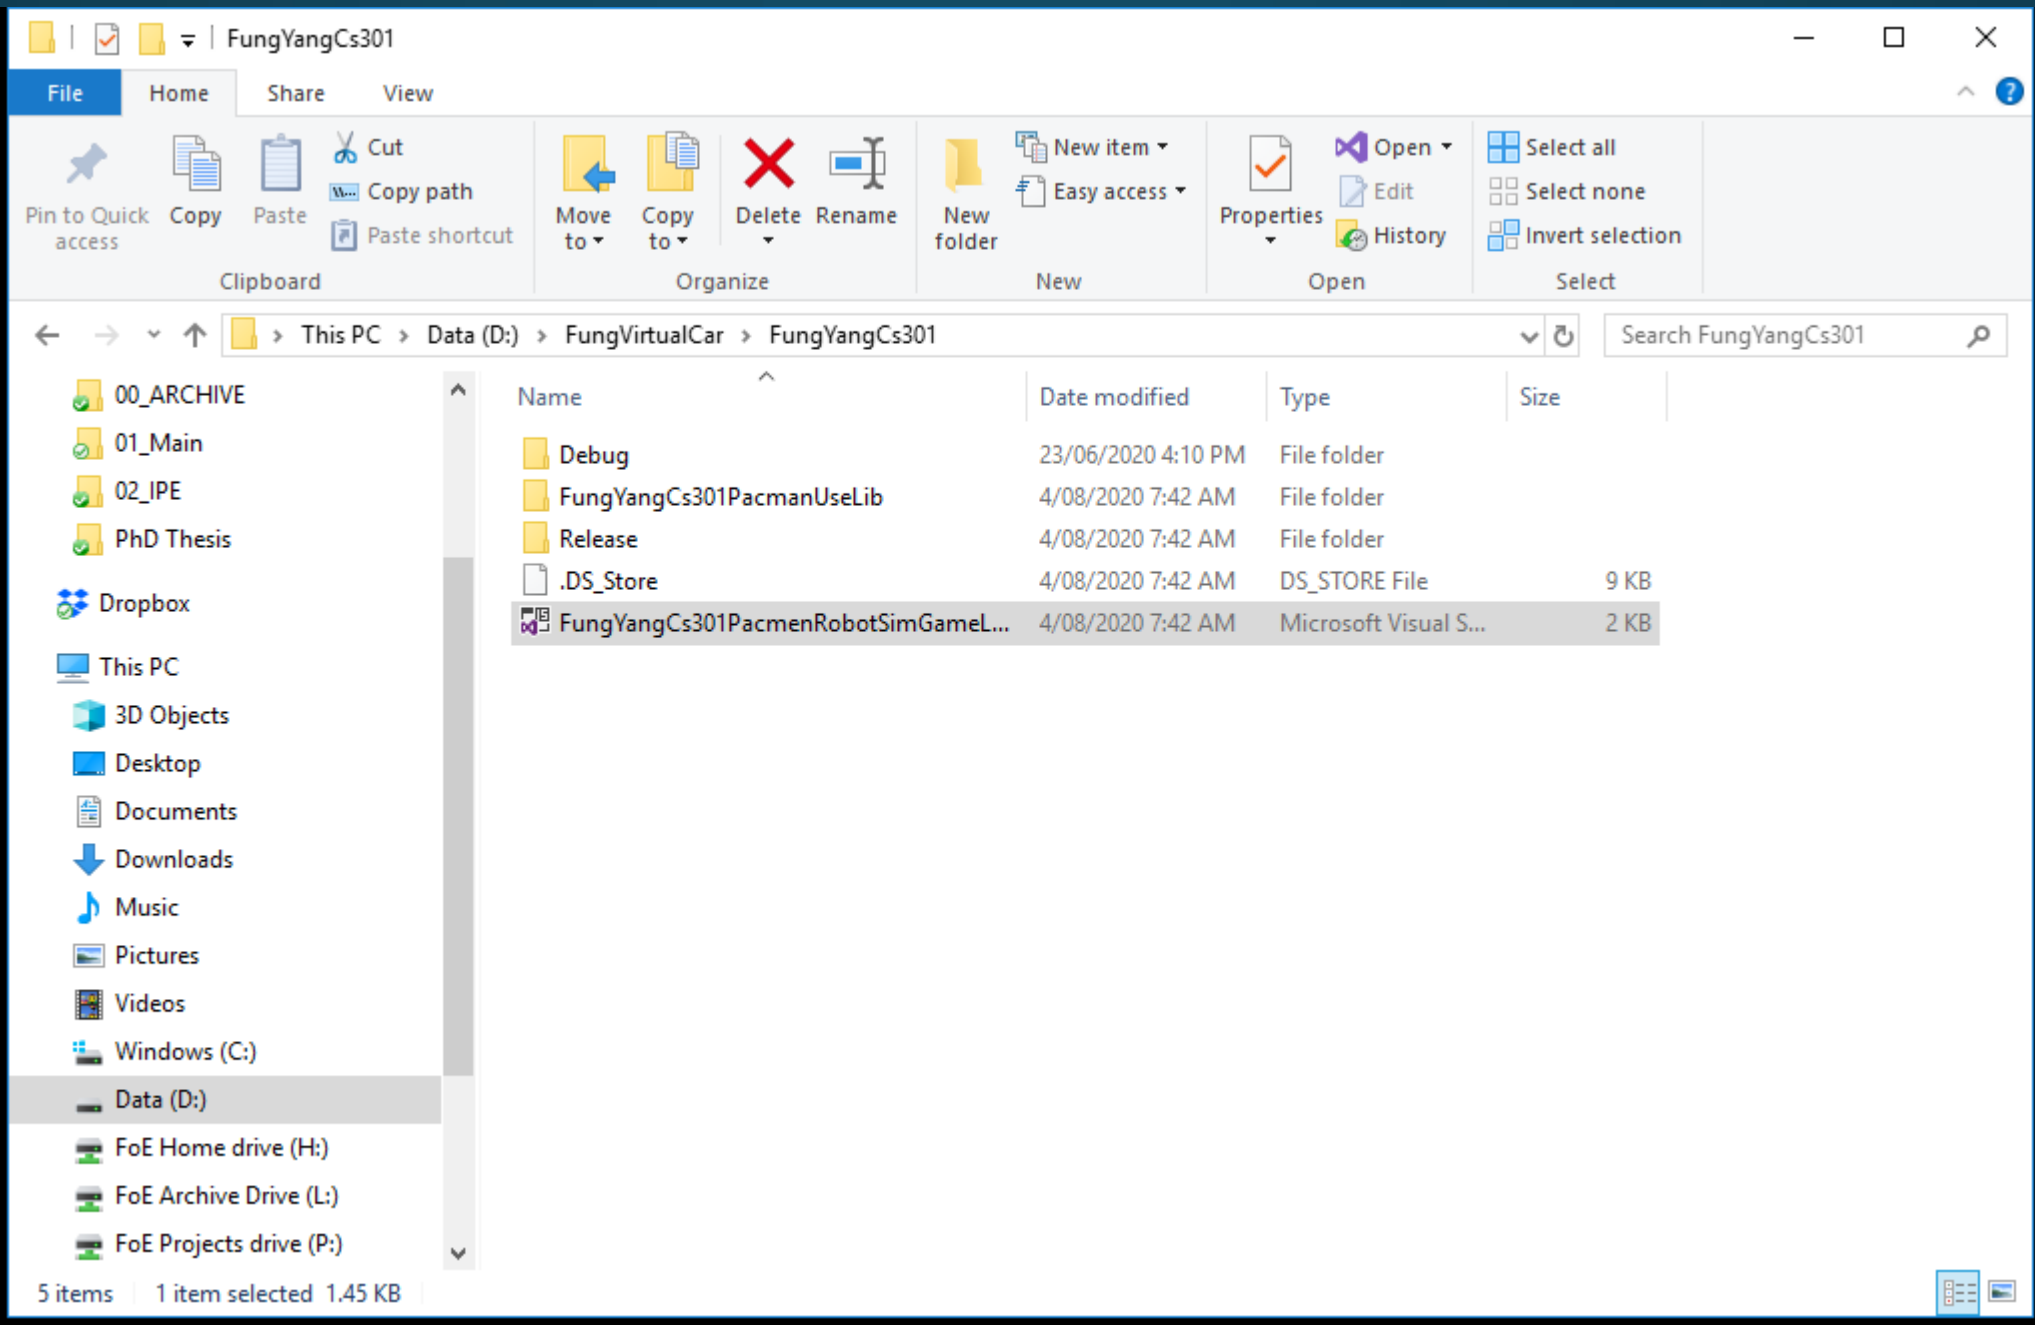 FungYangCs301
File Home Share View
Pin to Quick access
Copy
Paste
Cut
Copy path
Paste shortcut
Clipboard
Move to
Copy to
Delete
Rename
Organize
New folder
New item
Easy access
New
Properties
Open
Edit
History
Open
Select all
Select none
Invert selection
Select
This PC > Data (D:) > FungVirtualCar > FungYangCs301
Search FungYangCs301
00_ARCHIVE
01_Main
02_IPE
PhD Thesis
Dropbox
This PC
3D Objects
Desktop
Documents
Downloads
Music
Pictures
Videos
Windows (C:)
Data (D:)
FoE Home drive (H:)
FoE Archive Drive (L:)
FoE Projects drive (P:)
Name Date modified Type Size
Debug 23/06/2020 4:10 PM File folder
FungYangCs301PacmanUseLib 4/08/2020 7:42 AM File folder
Release 4/08/2020 7:42 AM File folder
.DS_Store 4/08/2020 7:42 AM DS_STORE File 9 KB
FungYangCs301PacmenRobotSimGameL... 4/08/2020 7:42 AM Microsoft Visual S... 2 KB
5 items 1 item selected 1.45 KB